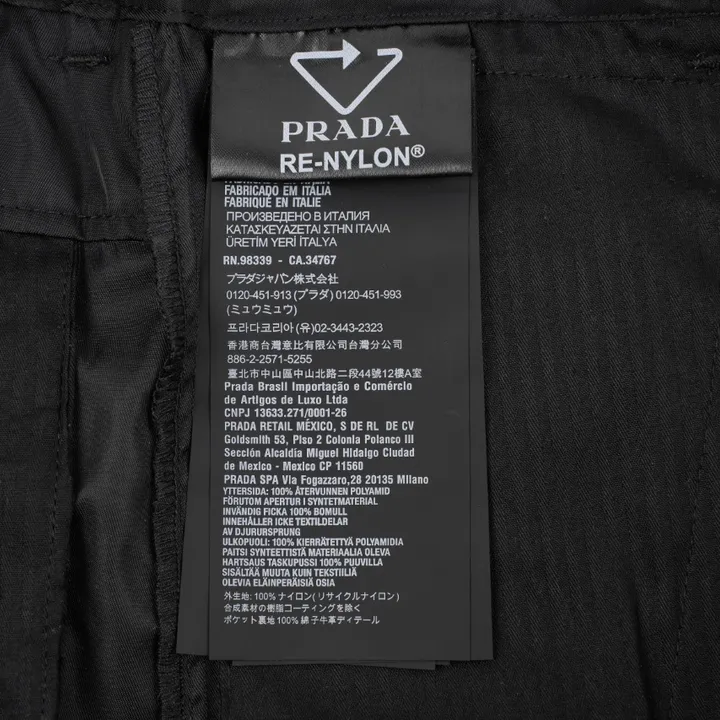 PRADA
RE-NYLON®
FABRICADO EM ITÁLIA
FABRIQUÉ EN ITALIE
ПРОИЗВЕДЕНО В ИТАЛИЯ
ΚΑΤΑΣΚΕΥΑΖΕΤΑΙ ΣΤΗΝ ΙΤΑΛΙΑ
ÜRETİM YERİ İTALYA
RN.98339 - CA.34767
プラダジャパン株式会社
0120-451-913 (プラダ) 0120-451-993
(ミュウミュウ)
프라다코리아 (유)02-3443-2323
香港商台灣意比有限公司台灣分公司
886-2-2571-5255
臺北市中山區中山北路二段44號12樓A室
Prada Brasil Importação e Comércio
de Artigos de Luxo Ltda
CNPJ 13633.271/0001-26
PRADA RETAIL MÉXICO, S DE RL DE CV
Goldsmith 53, Piso 2 Colonia Polanco III
Sección Alcaldía Miguel Hidalgo Ciudad
de Mexico - Mexico CP 11560
PRADA SPA Via Fogazzaro,28 20135 Milano
YTTERSIDA: 100% ÅTERVUNNEN POLYAMID
FÖRUTOM APERTUR I SYNTETMATERIAL
INVÄNDIG FICKA 100% BOMULL
INNEHÅLLER ICKE TEXTILDELAR
AV DJURURSPRUNG
ULKOPUOLI: 100% KIERRÄTETTYÄ POLYAMIDIA
PAITSI SYNTEETTISTÄ MATERIAALIA OLEVA
HARTSAUS TASKUPUSSI 100% PUUVILLA
SISÄLTÄÄ MUUTA KUIN TEKSTIILIÄ
OLEVIA ELÄINPERÄISIÄ OSIA
外生地: 100% ナイロン( リサイクルナイロン)
合成素材の樹脂コーティングを除く
ポケット裏地 100% 綿 子牛革ディテール